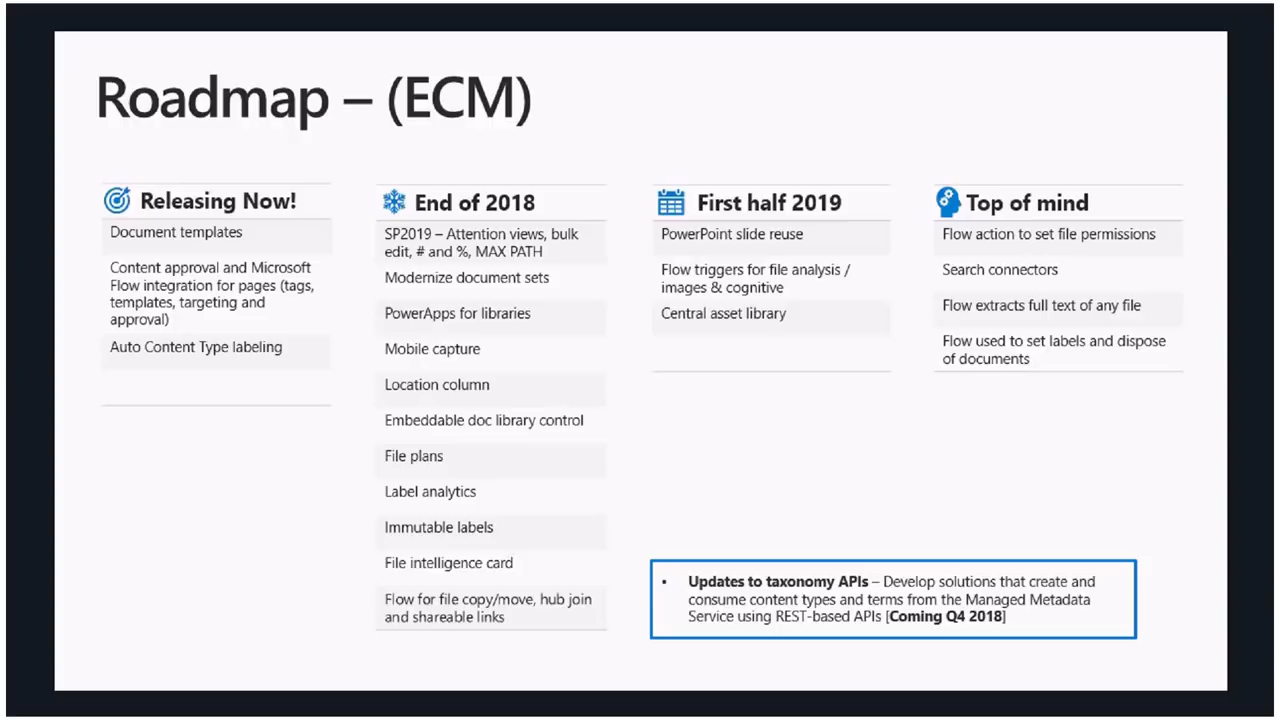 Roadmap – (ECM)
Releasing Now!
Document templates
Content approval and Microsoft
Flow integration for pages (tags,
templates, targeting and
approval)
Auto Content Type labeling
End of 2018
SP2019 – Attention views, bulk
edit, # and %, MAX PATH
Modernize document sets
PowerApps for libraries
Mobile capture
Location column
Embeddable doc library control
File plans
Label analytics
Immutable labels
File intelligence card
Flow for file copy/move, hub join
and shareable links
First half 2019
PowerPoint slide reuse
Flow triggers for file analysis /
images & cognitive
Central asset library
Top of mind
Flow action to set file permissions
Search connectors
Flow extracts full text of any file
Flow used to set labels and dispose
of documents
• Updates to taxonomy APIs – Develop solutions that create and
consume content types and terms from the Managed Metadata
Service using REST-based APIs [Coming Q4 2018]